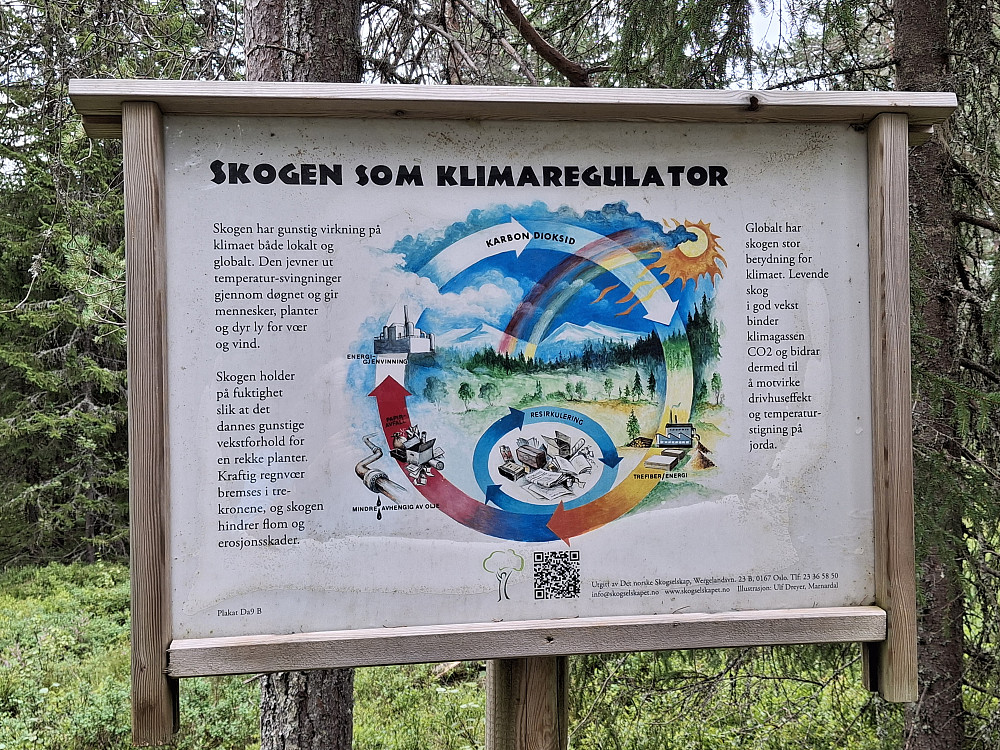 SKOGEN SOM KLIMAREGULATOR
Skogen har gunstig virkning på
klimaet både lokalt og
globalt. Den jevner ut
temperatur-svingninger
gjennom døgnet og gir
mennesker, planter
og dyr ly for vær
og vind.
Skogen holder
på fuktighet
slik at det
dannes gunstige
vekstforhold for
en rekke planter.
Kraftig regnvær
bremses i tre-
kronene, og skogen
hindrer flom og
erosjonsskader.
KARBON DIOKSID
ENERGI-
GJENVINNING
PAPIR
AVFALL
RESIRKULERING
TREFIBER/ENERGI
MINDRE AVHENGIG AV OLJE
Globalt har
skogen stor
betydning for
klimaet. Levende
skog
i god vekst
binder
klimagassen
CO2 og bidrar
dermed til
å motvirke
drivhuseffekt
og temperatur-
stigning på
jorda.
Plakat Da9 B
Utgitt av Det norske Skogselskap, Wergelandsvn. 23 B, 0167 Oslo. Tlf: 23 36 58 50
info@skogselskapet.no www.skogselskapet.no Illustrasjon: Ulf Dreyer, Marnardal